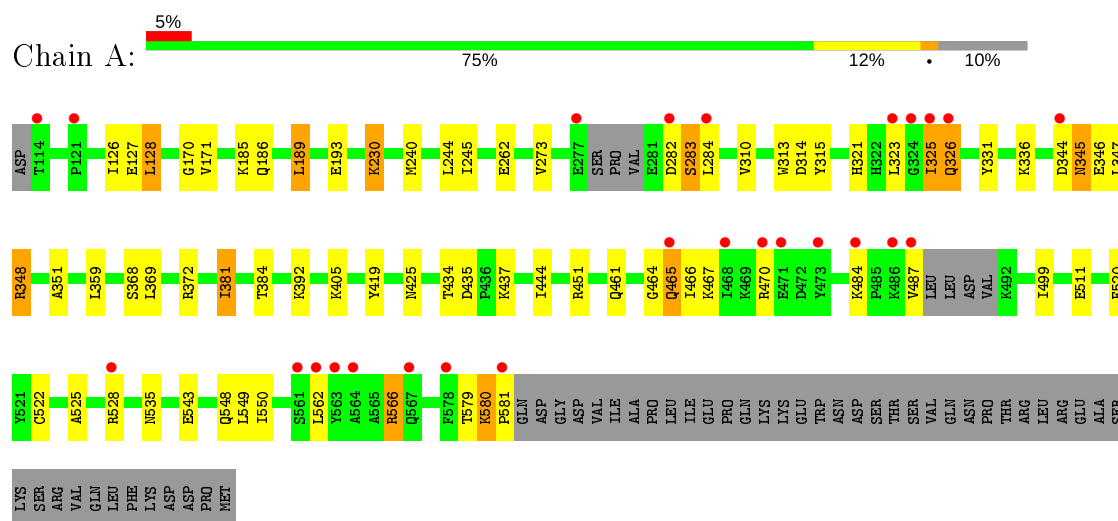 5%
Chain A:
75% 12% • 10%
ASP T114 P121 I126 E127 L128 G170 V171 K185 Q186 L189 E193 K230 M240 L244 I245 E262 V273 E277 SER PRO VAL E281 D282 S283 L284 V310 W313 D314 Y315 H321 H322 L323 G324 I325 Q326 Y331 K336 D344 N345 E346 L347
R348 A351 L359 S368 L369 R372 I381 T384 K392 K405 Y419 N425 T434 D435 P436 K437 I444 R451 Q461 G464 Q465 I466 K467 I468 K469 R470 E471 D472 Y473 K484 P485 K486 V487 LEU LEU ASP VAL K492 I499 E511
Y521 C522 A525 R528 N535 E543 Q548 L549 I550 S561 L562 Y563 A564 A565 R566 Q567 F578 T579 K580 P581 GLN ASP GLY ASP VAL ILE ALA PRO LEU ILE GLU PRO GLN LYS LYS GLU TRP ASN ASP SER THR SER VAL GLN ASN PRO THR ARG LEU ARG GLU ALA SER
LYS SER ARG VAL GLN LEU PHE LYS ASP ASP PRO MET